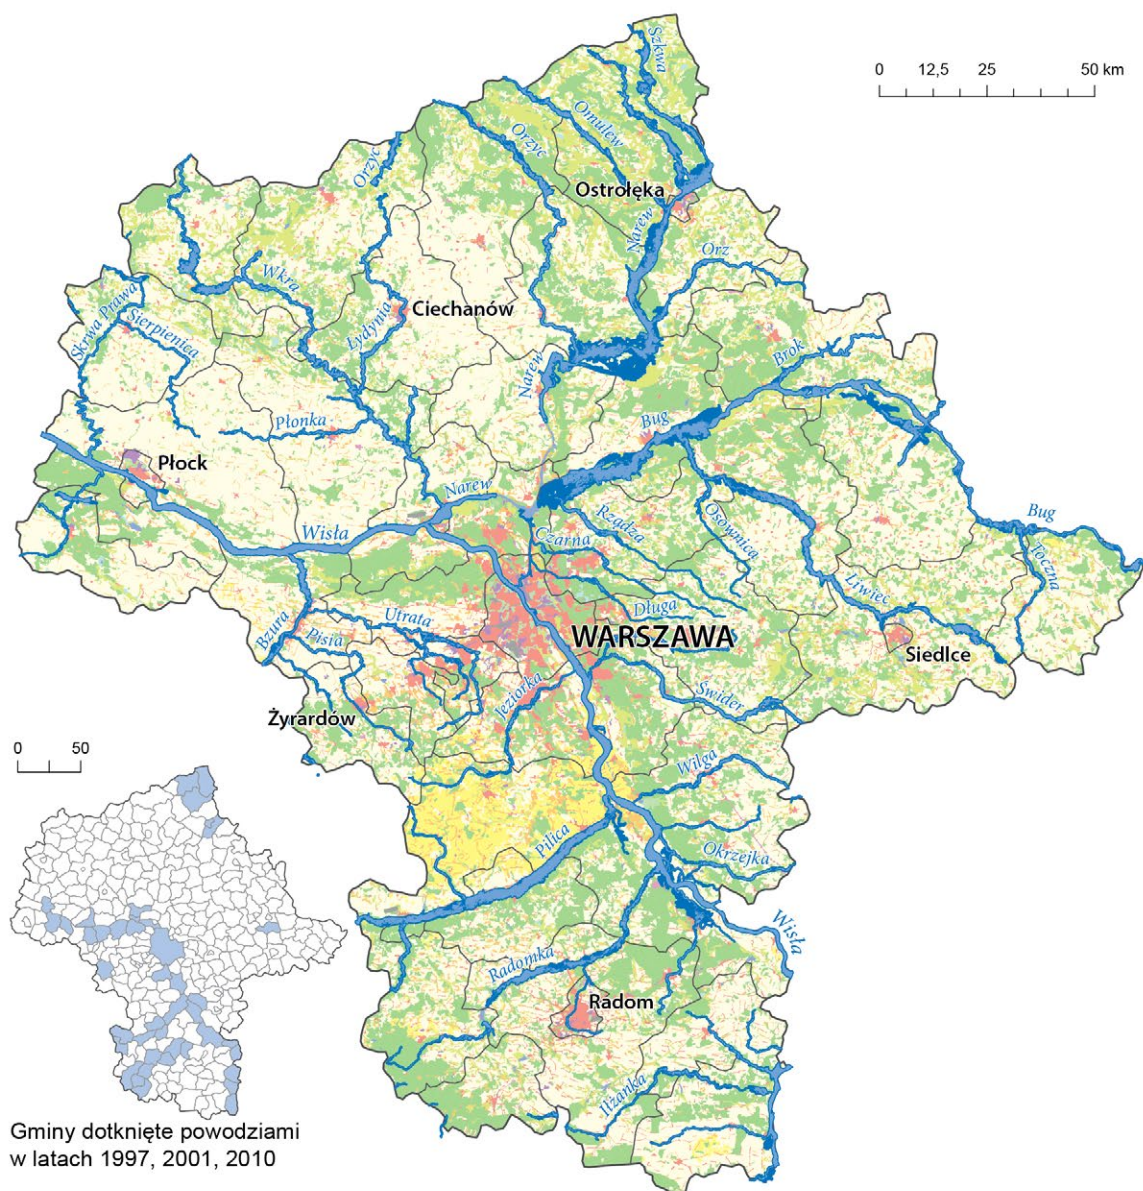 Szkwa
0 12,5 25 50 km
Omulew
Orzyc
Orzyc
Ostrołęka
Narew
Orz
Wkra
Skrwa Prawa
Sierpienica
Ciechanów
Łydynia
Narew
Brok
Bug
Płonka
Płock
Narew
Wisła
Rządza
Osownica
Czarna
Bug
Toczna
Liwiec
Długa
Utrata
Bzura
Pisia
WARSZAWA
Siedlce
Jeziorka
Świder
Żyrardów
0 50
Wilga
Pilica
Okrzejka
Wisła
Radomka
Radom
Iłżanka
Gminy dotknięte powodziami
w latach 1997, 2001, 2010